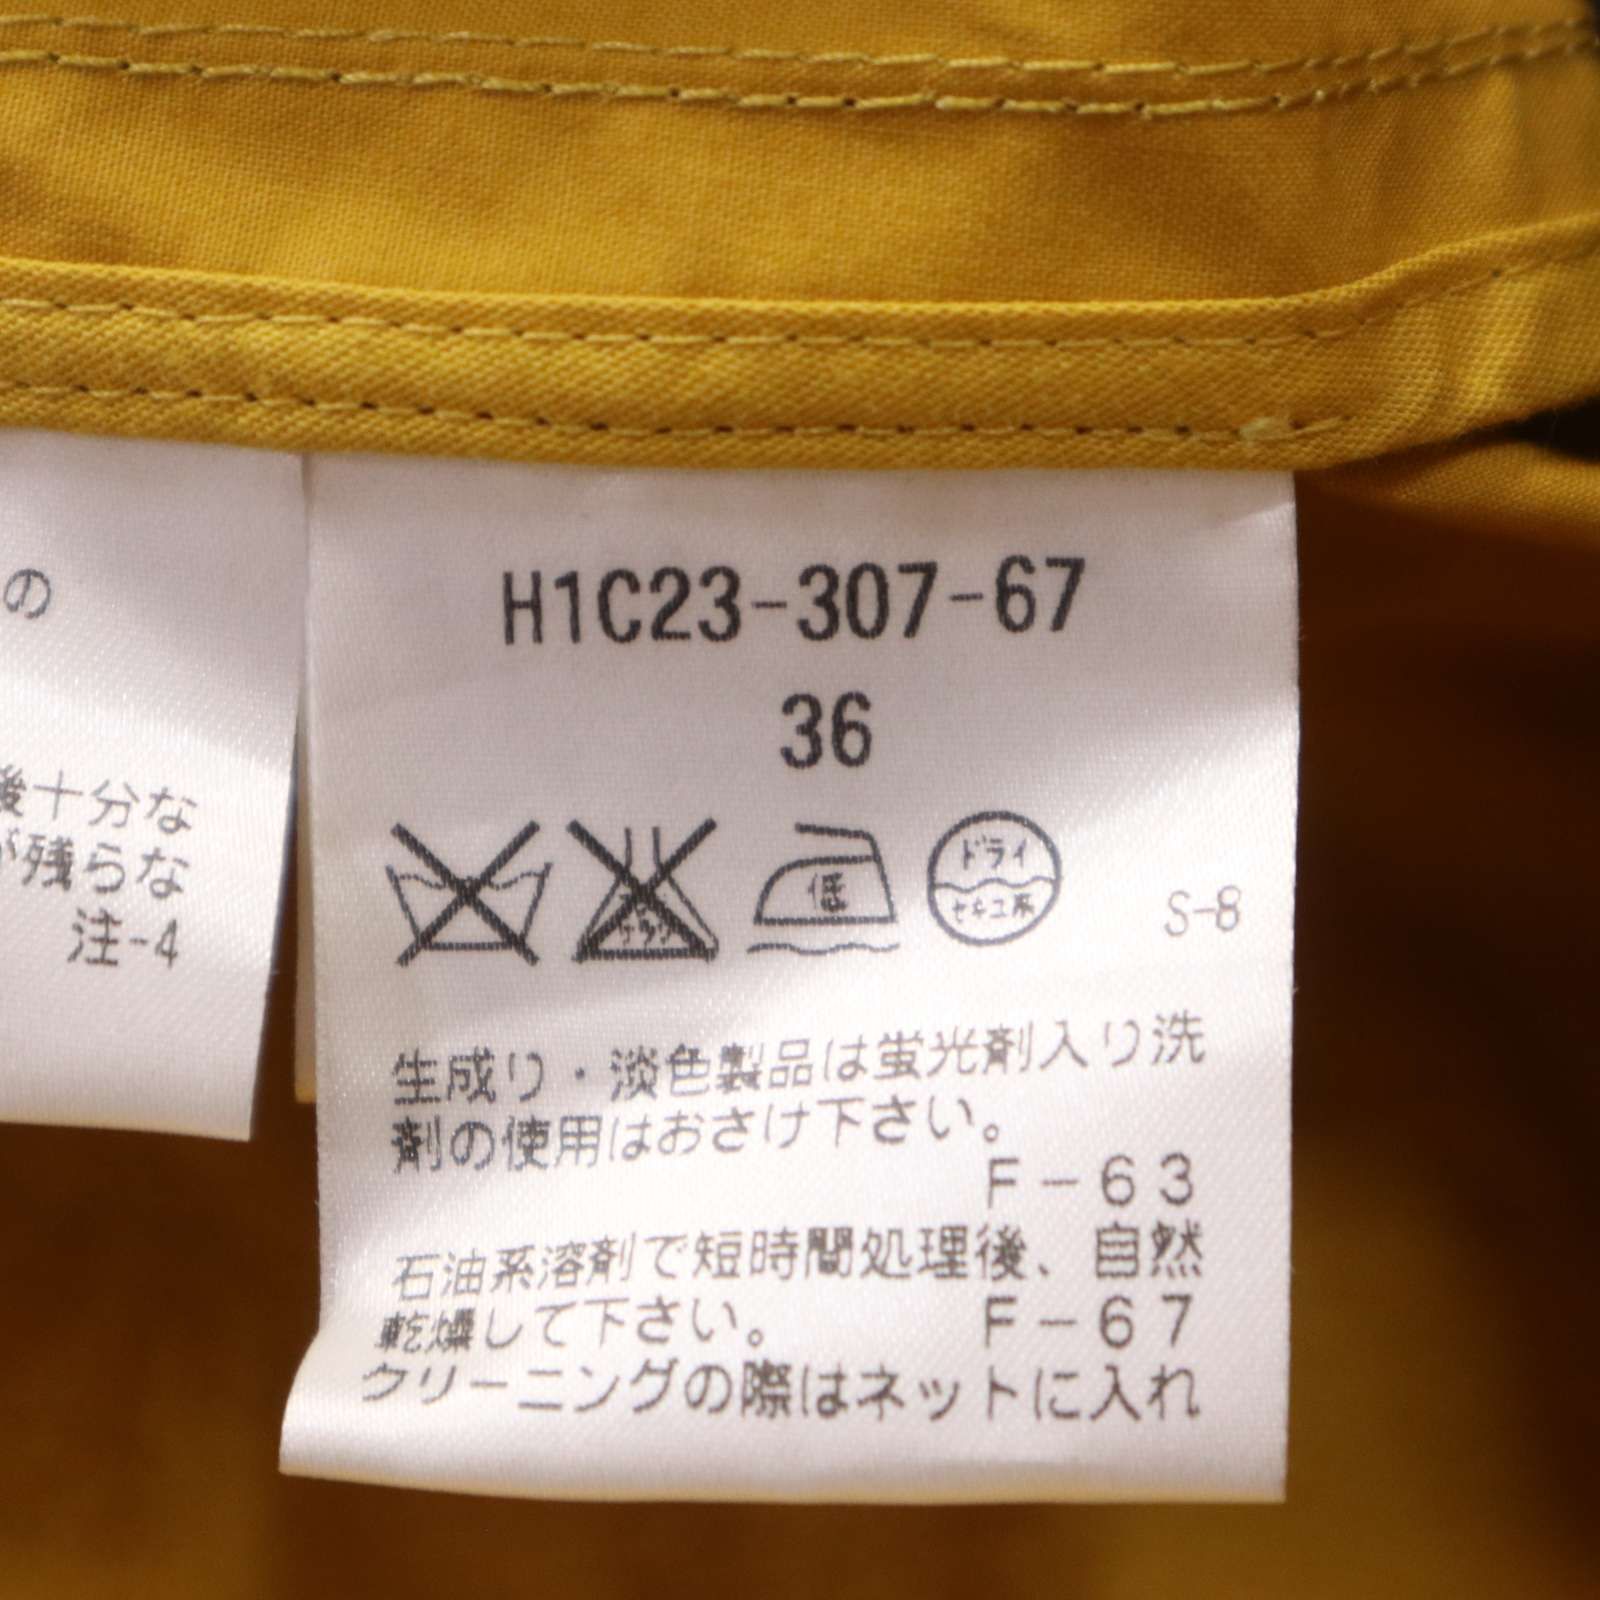 の
後十分な
が残らな
注-4
H1C23-307-67
36
低
ドライ
セキユ系
S-8
生成り・淡色製品は蛍光剤入り洗
剤の使用はおさけ下さい。
F-63
石油系溶剤で短時間処理後、自然
乾燥して下さい。 F-67
クリーニングの際はネットに入れ